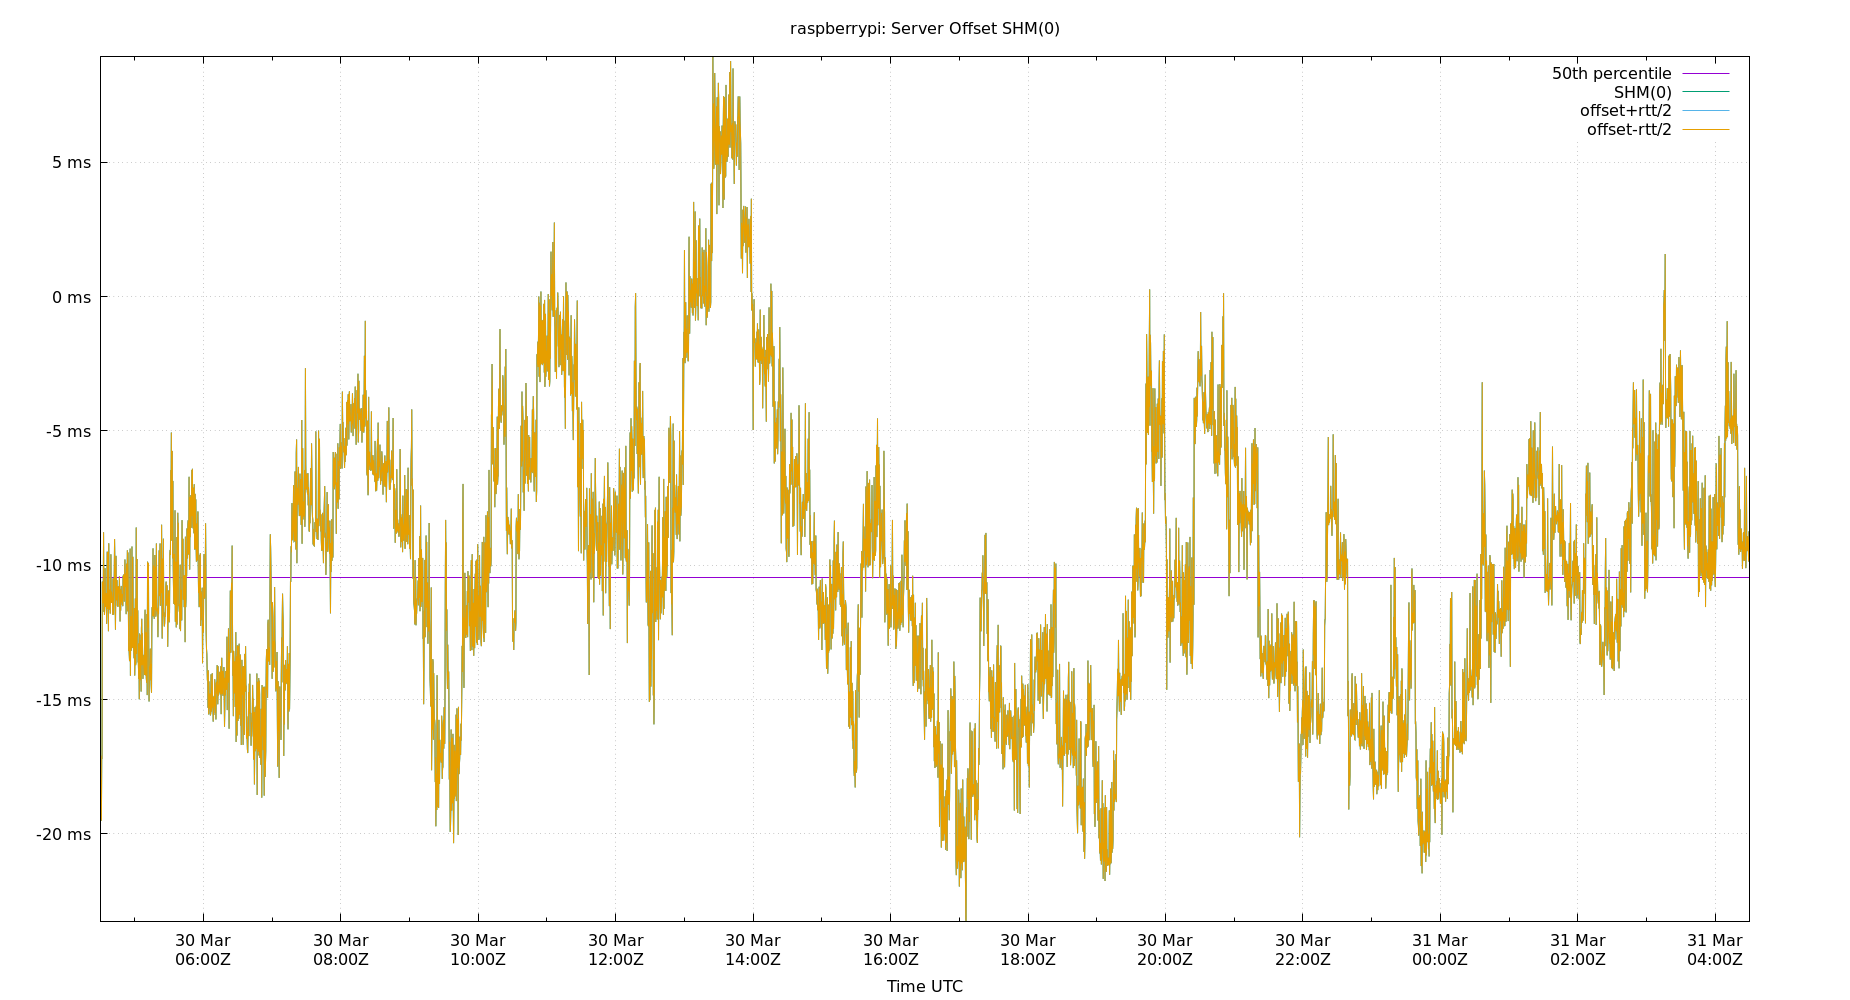 raspberrypi: Server Offset SHM(0)
50th percentile
SHM(0)
offset+rtt/2
offset-rtt/2
5 ms
0 ms
-5 ms
-10 ms
-15 ms
-20 ms
30 Mar 30 Mar 30 Mar 30 Mar 30 Mar 30 Mar 30 Mar 30 Mar 30 Mar 31 Mar 31 Mar 31 Mar
06:00Z 08:00Z 10:00Z 12:00Z 14:00Z 16:00Z 18:00Z 20:00Z 22:00Z 00:00Z 02:00Z 04:00Z
Time UTC